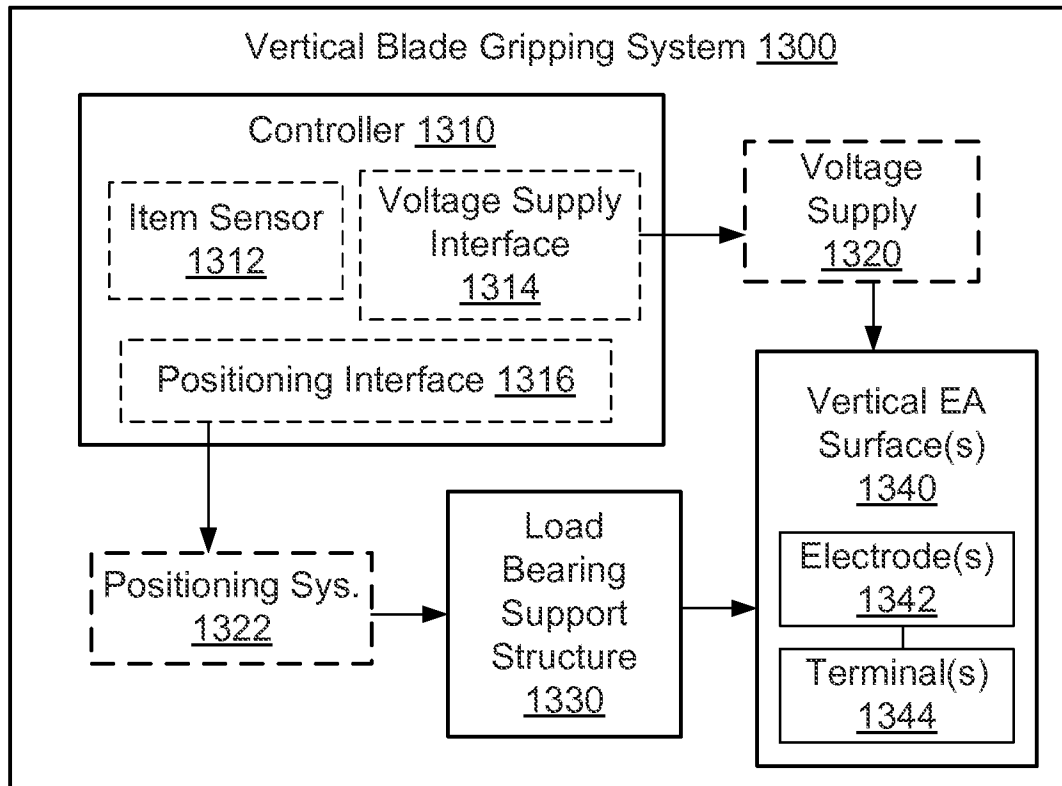 Vertical Blade Gripping System 1300
Controller 1310
Item Sensor
1312
Voltage Supply
Interface
1314
Positioning Interface 1316
Voltage
Supply
1320
Positioning Sys.
1322
Load
Bearing
Support
Structure
1330
Vertical EA
Surface(s)
1340
Electrode(s)
1342
Terminal(s)
1344